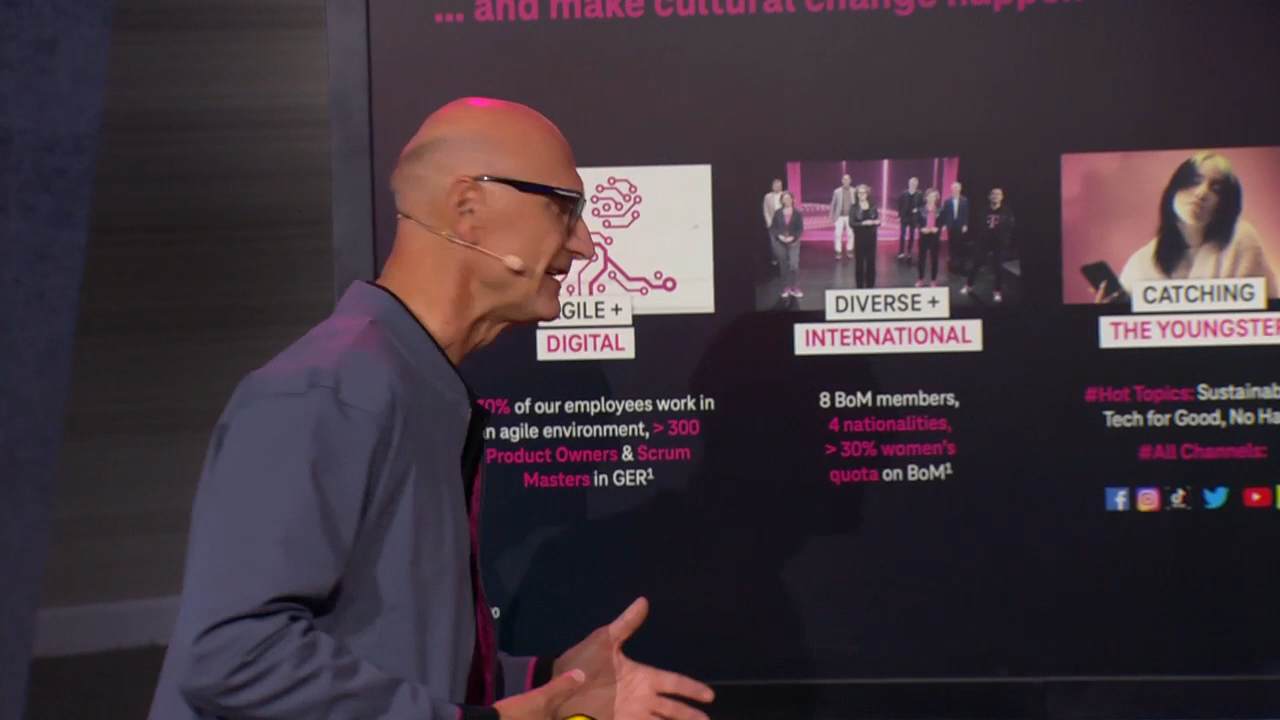 ... and make cultural change happen
AGILE +
DIGITAL
0% of our employees work in
n agile environment, > 300
Product Owners & Scrum
Masters in GER¹
DIVERSE +
INTERNATIONAL
8 BoM members,
4 nationalities,
> 30% women's
quota on BoM¹
CATCHING
THE YOUNGSTE
#Hot Topics: Sustainab
Tech for Good, No Ha
#All Channels: